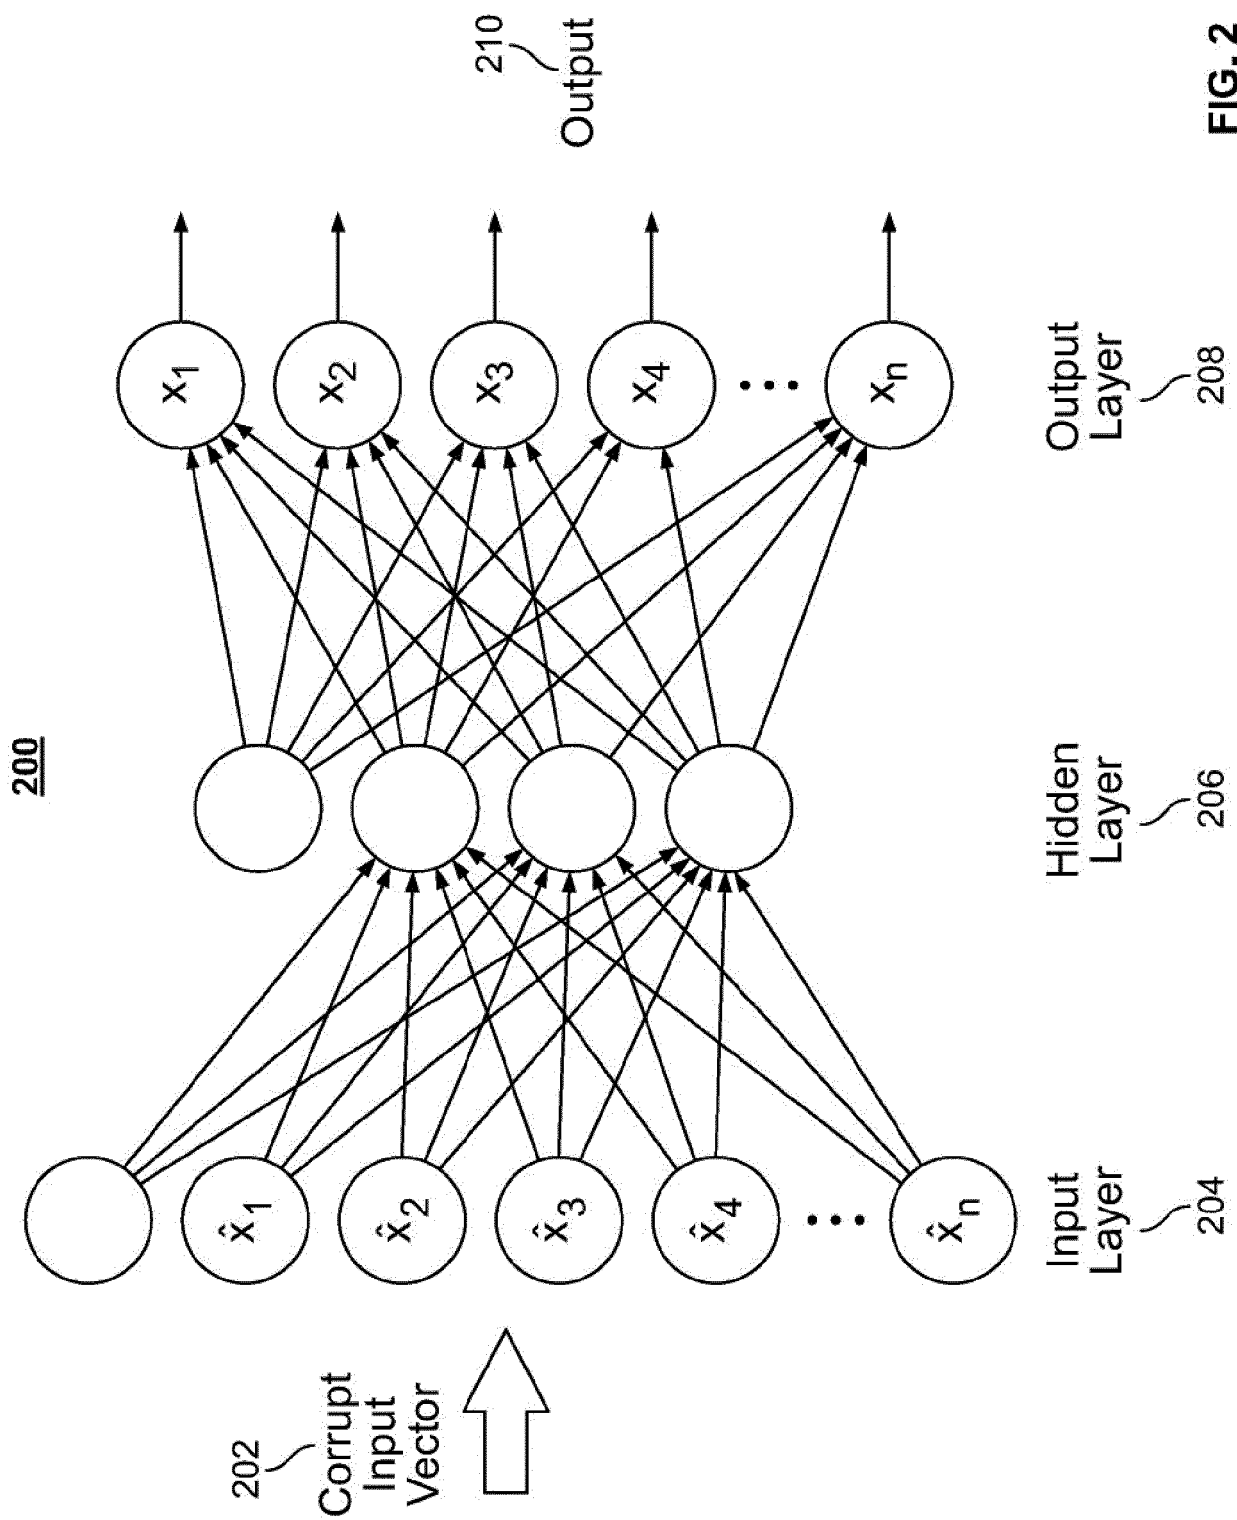 200
202
Corrupt
Input
Vector
x̂1
x̂2
x̂3
x̂4
x̂n
Input
Layer
204
Hidden
Layer
206
x1
x2
x3
x4
xn
Output
Layer
208
210
Output
FIG. 2